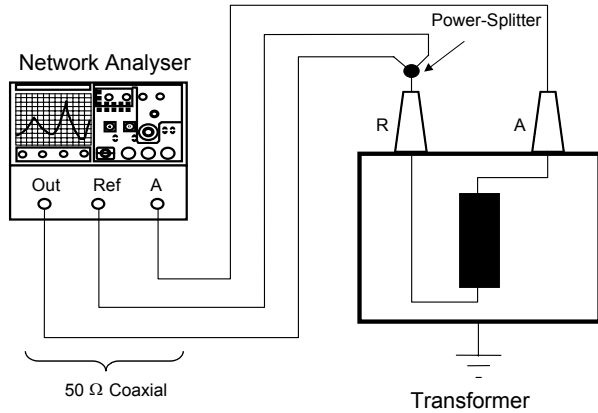 Power-Splitter
Network Analyser
R
A
Out Ref A
50 Ω Coaxial
Transformer